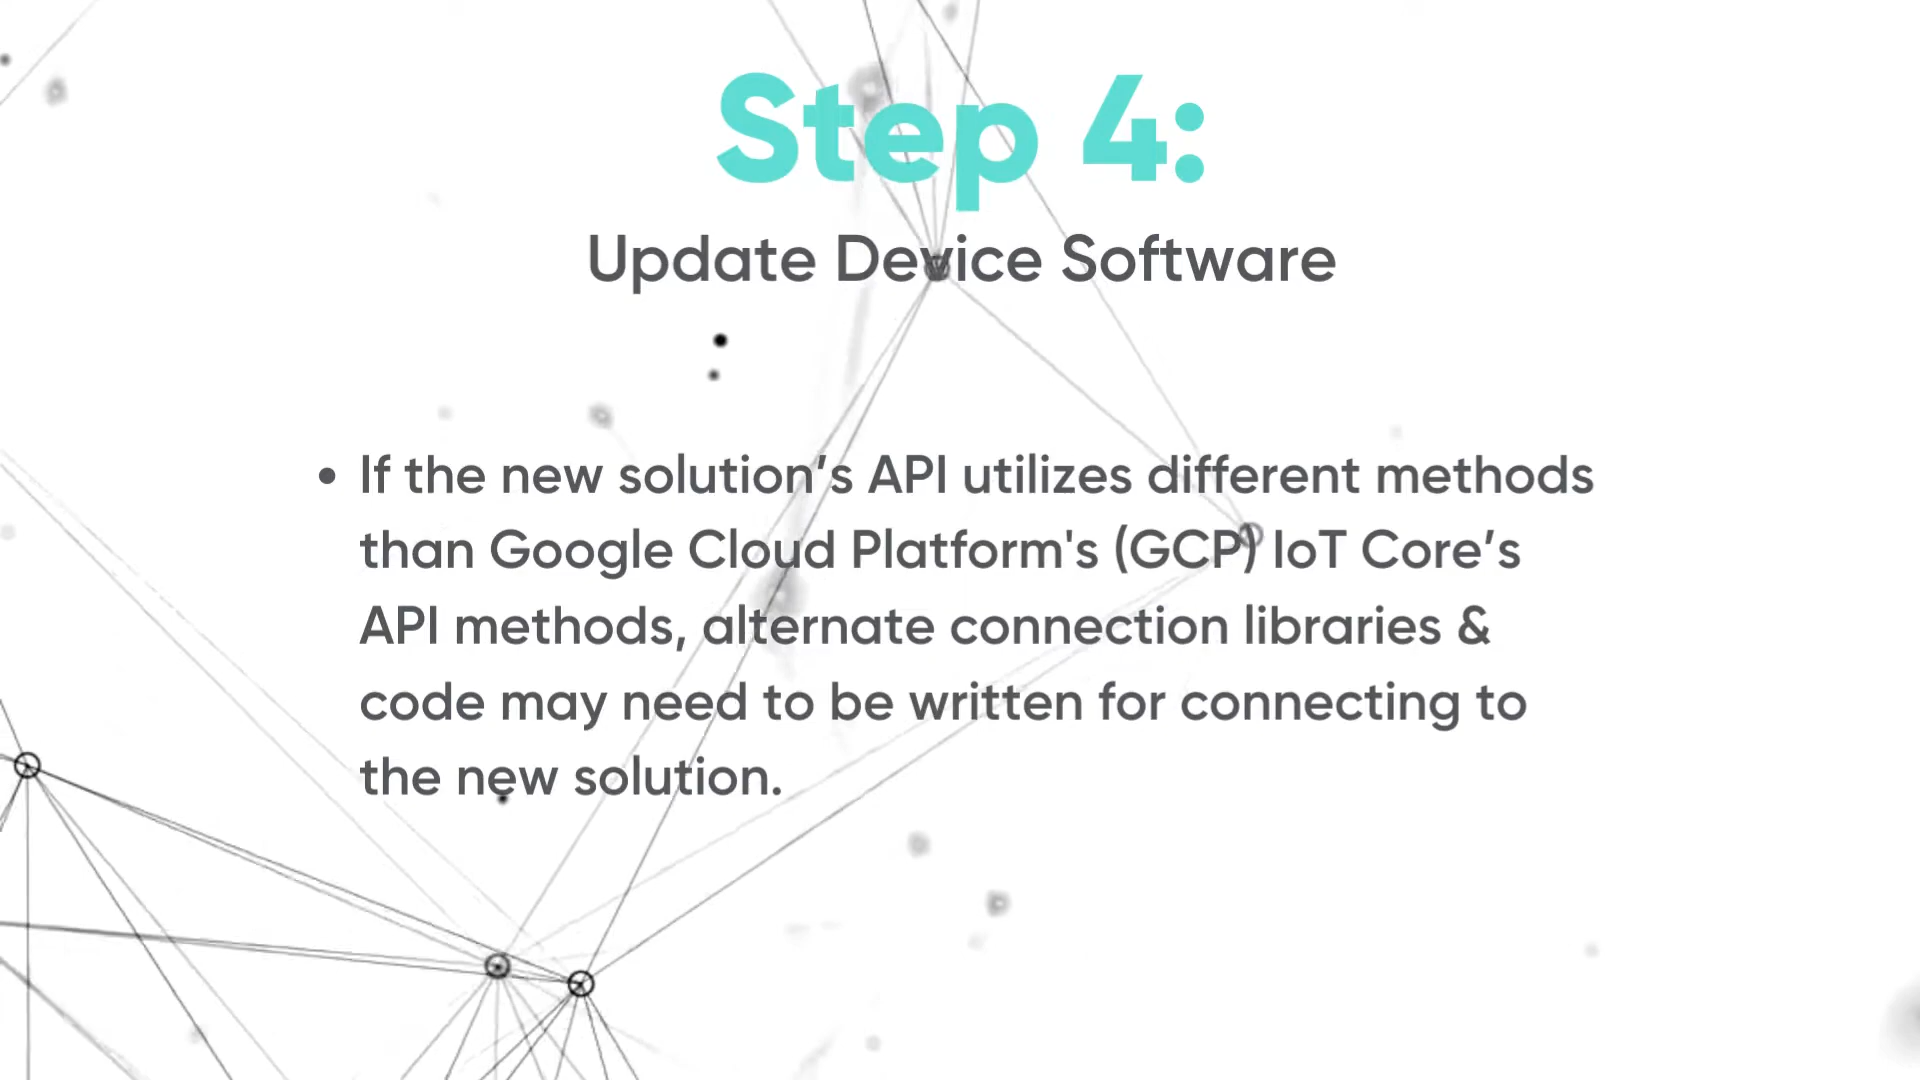 Step 4:
Update Device Software
• If the new solution’s API utilizes different methods
than Google Cloud Platform's (GCP) IoT Core’s
API methods, alternate connection libraries &
code may need to be written for connecting to
the new solution.